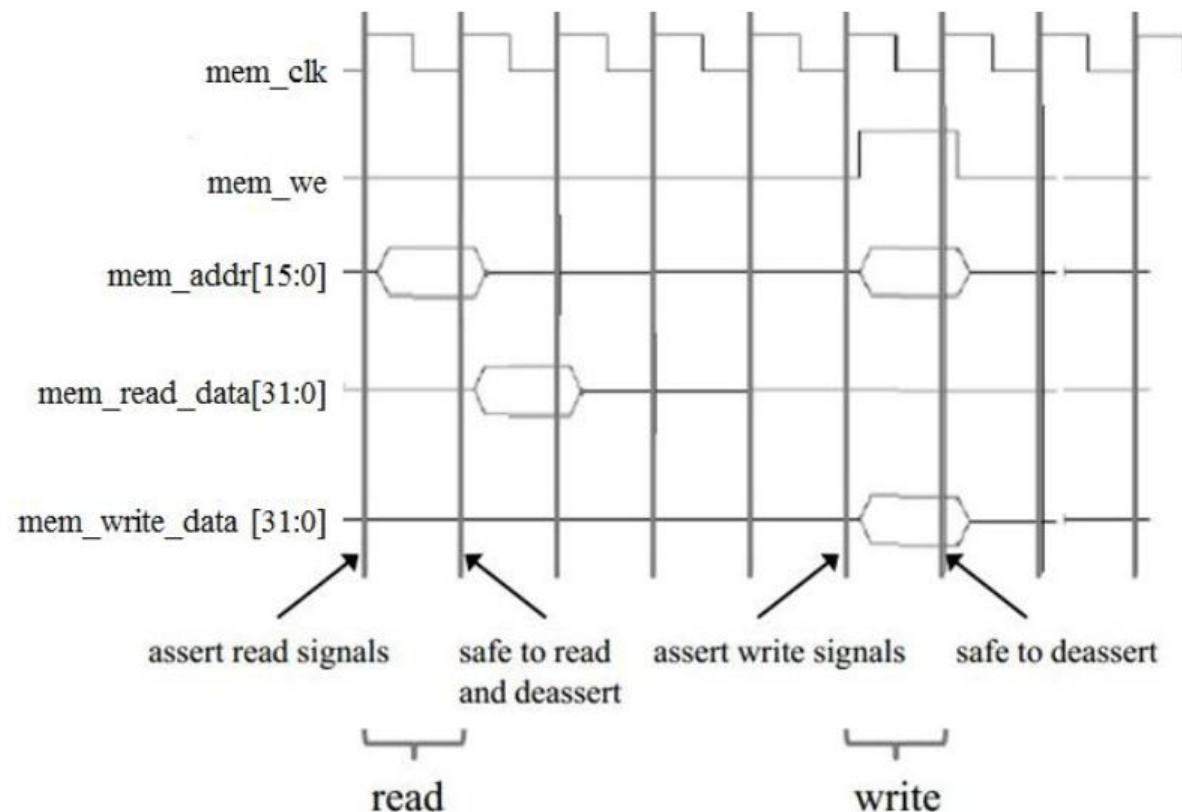 mem_clk
mem_we
mem_addr[15:0]
mem_read_data[31:0]
mem_write_data [31:0]
assert read signals
safe to read
and deassert
assert write signals
safe to deassert
read
write